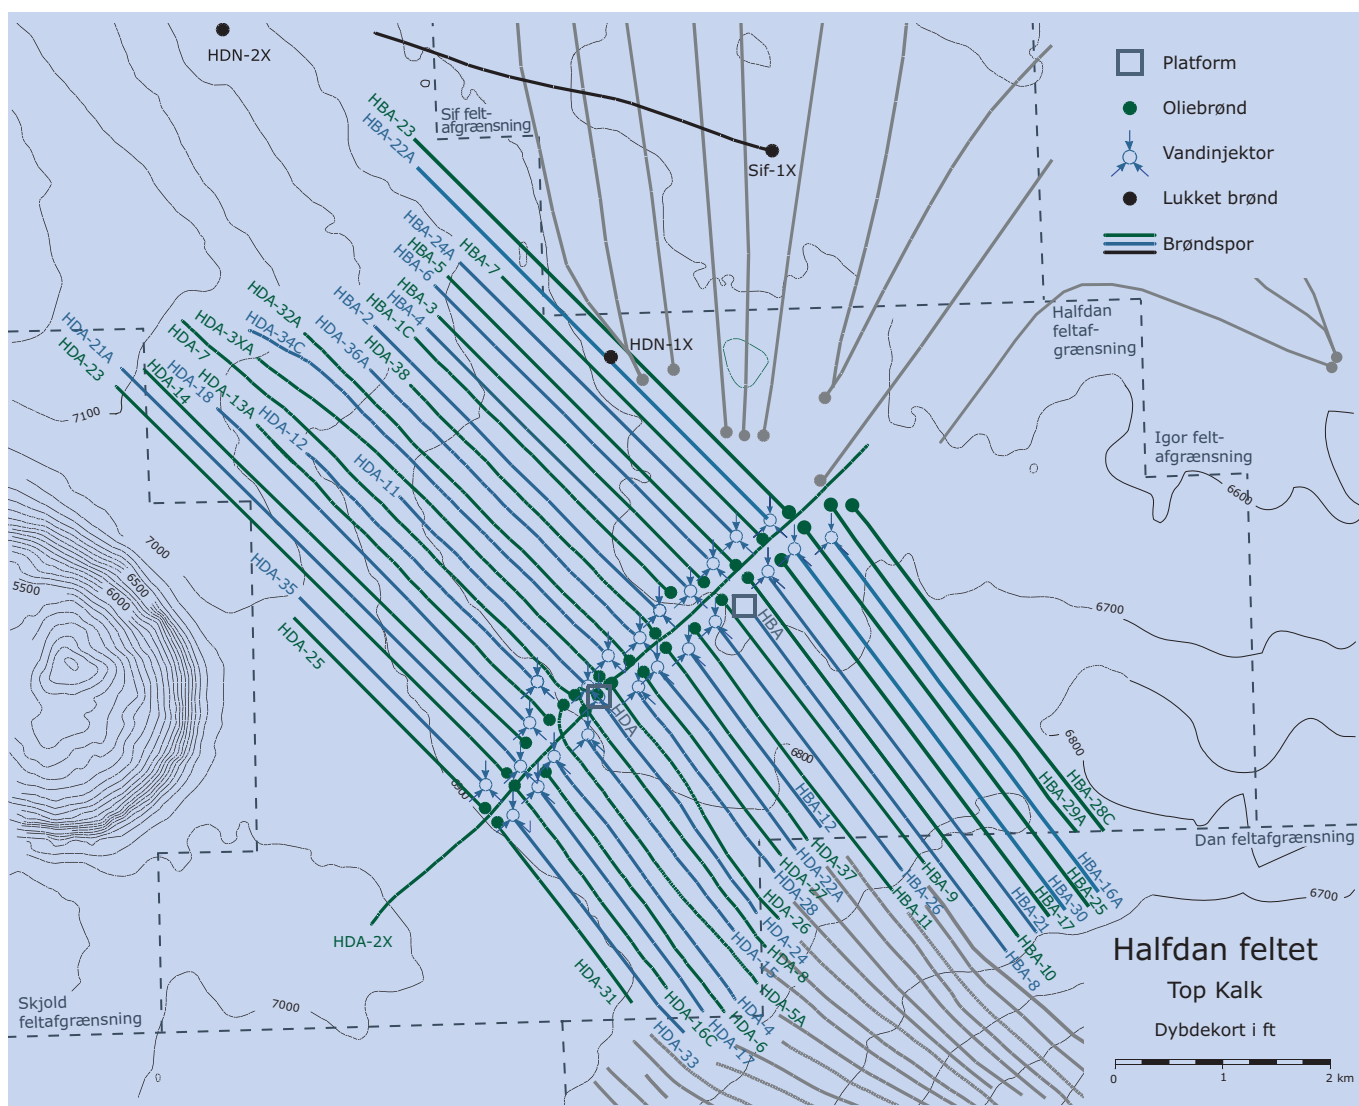 HDN-2X
Sif felt-
afgrænsning
Sif-1X
HDN-1X
Platform
Oliebrønd
Vandinjektor
Lukket brønd
Brøndspor
HBA-23
HBA-22A
HBA-24A
HBA-7
HBA-5
HBA-6
HBA-3
HBA-4
HBA-2
HBA-1C
HDA-38
HDA-36A
HDA-32A
HDA-34C
HDA-3XA
HDA-7
HDA-21A
HDA-23
HDA-14
HDA-18
HDA-13A
HDA-12
HDA-11
HDA-35
HDA-25
Halfdan
feltaf-
grænsning
Igor felt-
afgrænsning
7100
7000
6500
6000
5500
6600
6700
6800
6800
6900
HBA
HDA
HBA-28C
HBA-29A
HBA-12
Dan feltafgrænsning
HDA-37
HDA-22A
HDA-27
HDA-28
HDA-26
HDA-24
HDA-8
HDA-15
HDA-5A
HDA-4
HDA-6
HDA-17
HDA-16C
HDA-33
HDA-31
HBA-9
HBA-26
HBA-11
HBA-16A
HBA-25
HBA-30
HBA-17
HBA-21
HBA-10
HBA-8
6700
HDA-2X
7000
Skjold
feltafgrænsning
Halfdan feltet
Top Kalk
Dybdekort i ft
0 1 2 km